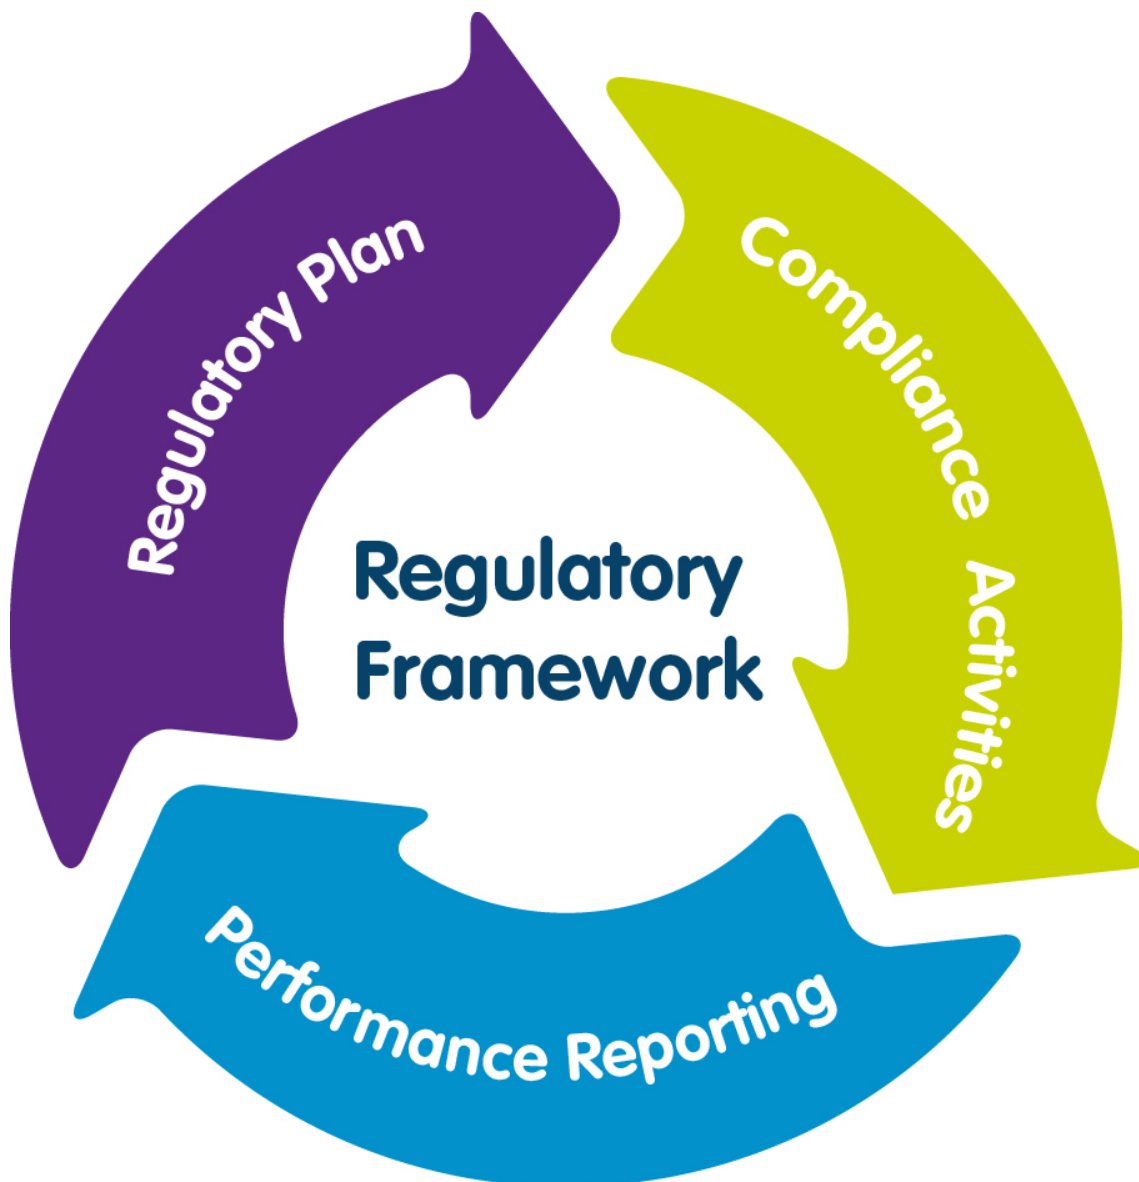 Regulatory Plan
Compliance Activities
Regulatory
Framework
Performance Reporting